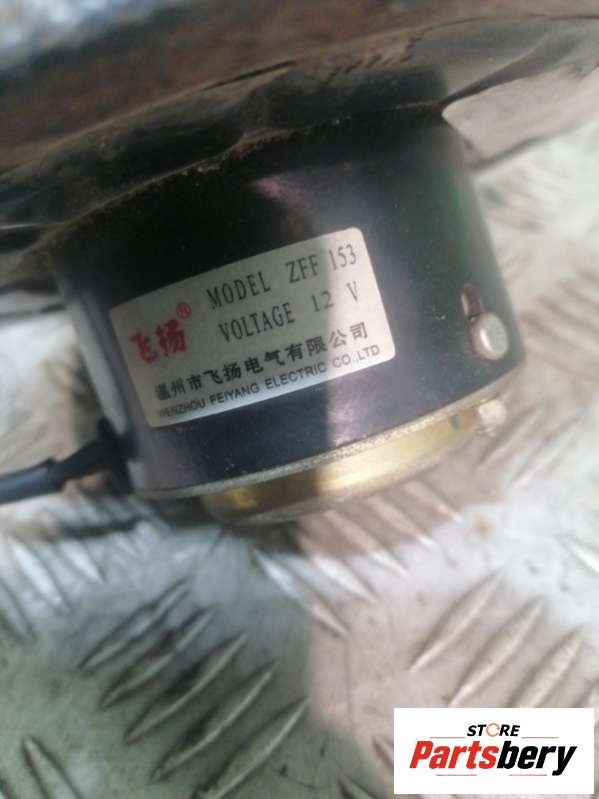 飞扬®
MODEL ZFF 153
VOLTAGE 12 V
温州市飞扬电气有限公司
WENZHOU FEIYANG ELECTRIC CO.,LTD
STORE
Partsbery